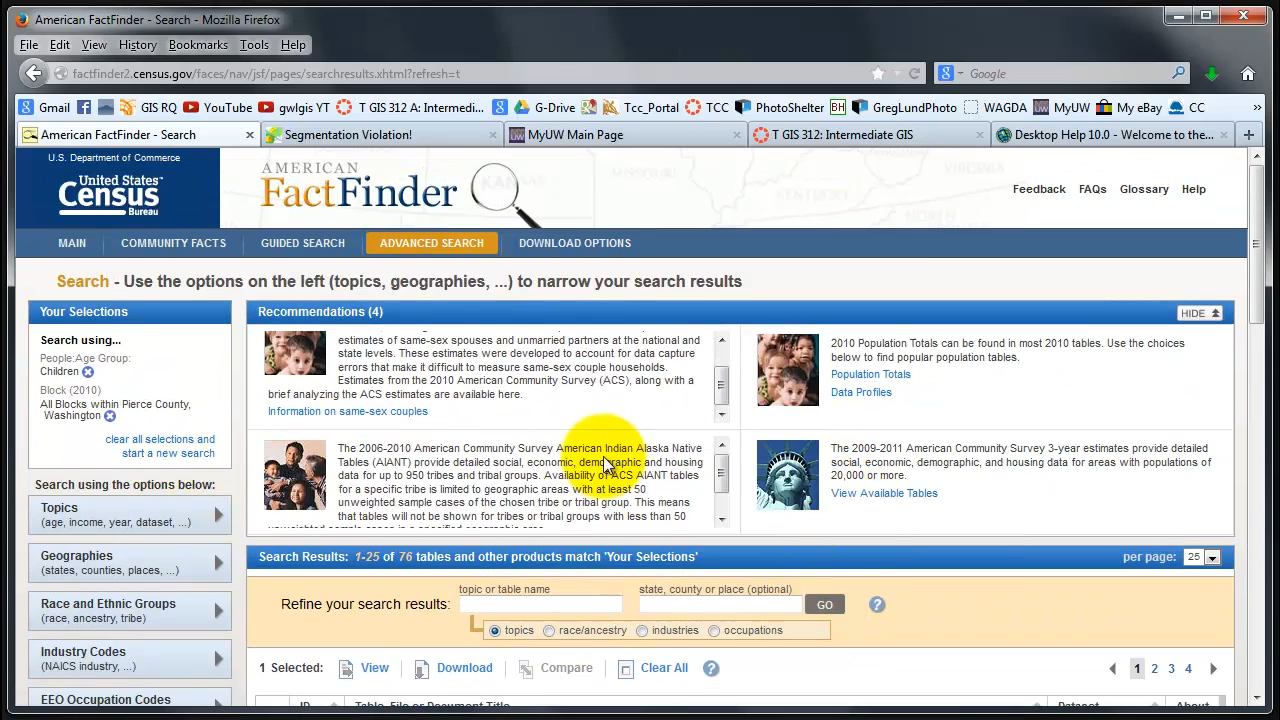 American FactFinder - Search - Mozilla Firefox
File Edit View History Bookmarks Tools Help
factfinder2.census.gov/faces/nav/jsf/pages/searchresults.xhtml?refresh=t
Google
Gmail GIS RQ YouTube gwlgis YT T GIS 312 A: Intermedi... G-Drive Tcc_Portal TCC PhotoShelter BH GregLundPhoto WAGDA MyUW My eBay CC »
American FactFinder - Search Segmentation Violation! MyUW Main Page T GIS 312: Intermediate GIS Desktop Help 10.0 - Welcome to the...
U.S. Department of Commerce
United States
Census
Bureau
AMERICAN
FactFinder
Feedback FAQs Glossary Help
MAIN COMMUNITY FACTS GUIDED SEARCH ADVANCED SEARCH DOWNLOAD OPTIONS
Search - Use the options on the left (topics, geographies, ...) to narrow your search results
Your Selections
Search using...
People:Age Group:
Children
Block (2010)
All Blocks within Pierce County,
Washington
clear all selections and
start a new search
Search using the options below:
Topics
(age, income, year, dataset, ...)
Geographies
(states, counties, places, ...)
Race and Ethnic Groups
(race, ancestry, tribe)
Industry Codes
(NAICS industry, ...)
EEO Occupation Codes
Recommendations (4)
HIDE
estimates of same-sex spouses and unmarried partners at the national and
state levels. These estimates were developed to account for data capture
errors that make it difficult to measure same-sex couple households.
Estimates from the 2010 American Community Survey (ACS), along with a
brief analyzing the ACS estimates are available here.
Information on same-sex couples
2010 Population Totals can be found in most 2010 tables. Use the choices
below to find popular population tables.
Population Totals
Data Profiles
The 2006-2010 American Community Survey American Indian Alaska Native
Tables (AIANT) provide detailed social, economic, demographic and housing
data for up to 950 tribes and tribal groups. Availability of ACS AIANT tables
for a specific tribe is limited to geographic areas with at least 50
unweighted sample cases of the chosen tribe or tribal group. This means
that tables will not be shown for tribes or tribal groups with less than 50
unweighted sample cases in a specified geographic area.
The 2009-2011 American Community Survey 3-year estimates provide detailed
social, economic, demographic, and housing data for areas with populations of
20,000 or more.
View Available Tables
Search Results: 1-25 of 76 tables and other products match 'Your Selections'
per page: 25
topic or table name state, county or place (optional)
Refine your search results: GO ?
topics race/ancestry industries occupations
1 Selected: View Download Compare Clear All ? 1 2 3 4
ID Table, File or Document Title Dataset About